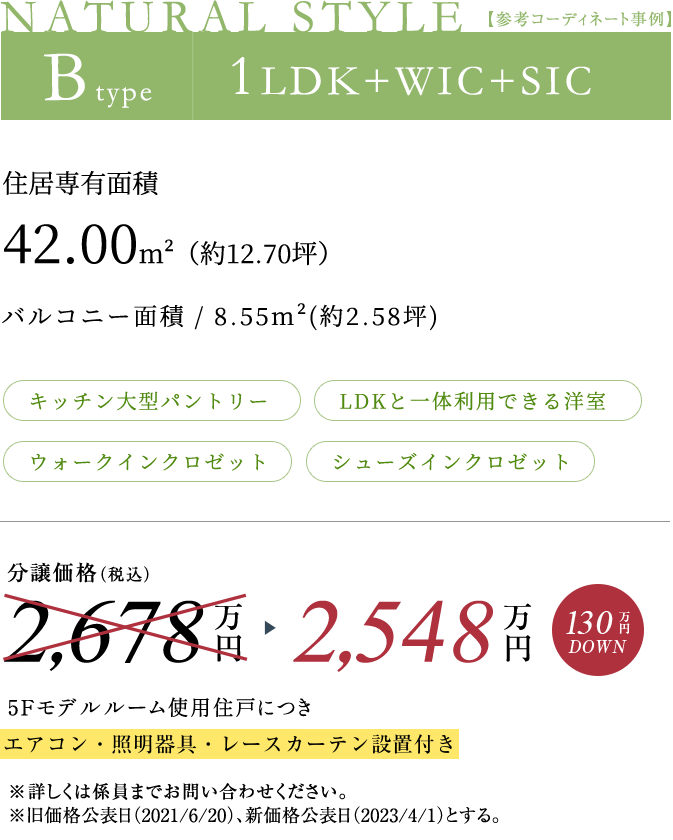 NATURAL STYLE 【参考コーディネート事例】
B type 1LDK+WIC+SIC
住居専有面積
42.00m²（約12.70坪）
バルコニー面積 / 8.55m²(約2.58坪)
キッチン大型パントリー LDKと一体利用できる洋室
ウォークインクロゼット シューズインクロゼット
分譲価格（税込）
2,678万円 ▶ 2,548万円 130万円 DOWN
5Fモデルルーム使用住戸につき
エアコン・照明器具・レースカーテン設置付き
※詳しくは係員までお問い合わせください。
※旧価格公表日（2021/6/20）、新価格公表日（2023/4/1）とする。